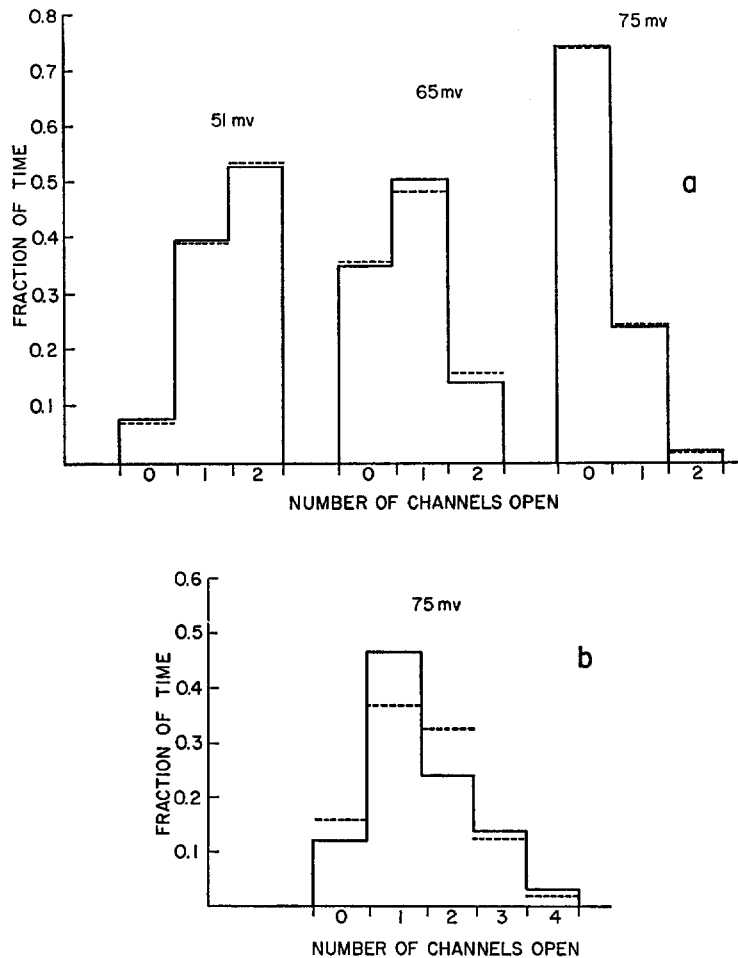 0.8
0.7
0.6
0.5
0.4
0.3
0.2
0.1
FRACTION OF TIME
51 mv
65 mv
75 mv
a
0 1 2 0 1 2 0 1 2
NUMBER OF CHANNELS OPEN
0.6
0.5
0.4
0.3
0.2
0.1
FRACTION OF TIME
75 mv
b
0 1 2 3 4
NUMBER OF CHANNELS OPEN